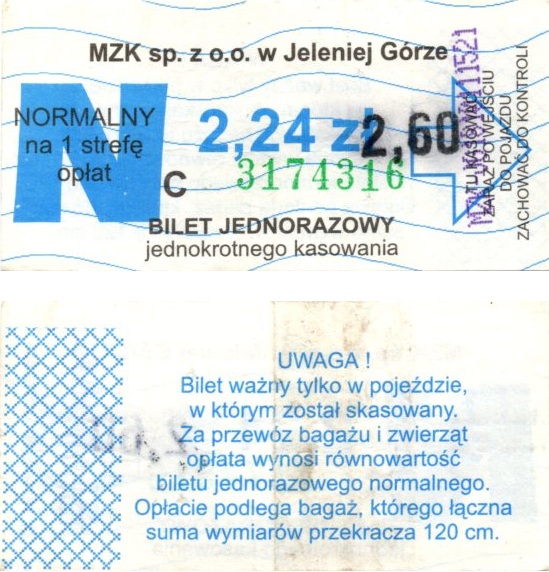 MZK sp. z o.o. w Jeleniej Górze
N
NORMALNY
na 1 strefę
opłat
2,24 zł
2,60
C
3174316
BILET JEDNORAZOWY
jednokrotnego kasowania
TU KASOWAĆ
ZARAZ PO WEJŚCIU
DO POJAZDU
ZACHOWAĆ DO KONTROLI
11521
UWAGA !
Bilet ważny tylko w pojeździe,
w którym został skasowany.
Za przewóz bagażu i zwierząt
opłata wynosi równowartość
biletu jednorazowego normalnego.
Opłacie podlega bagaż, którego łączna
suma wymiarów przekracza 120 cm.